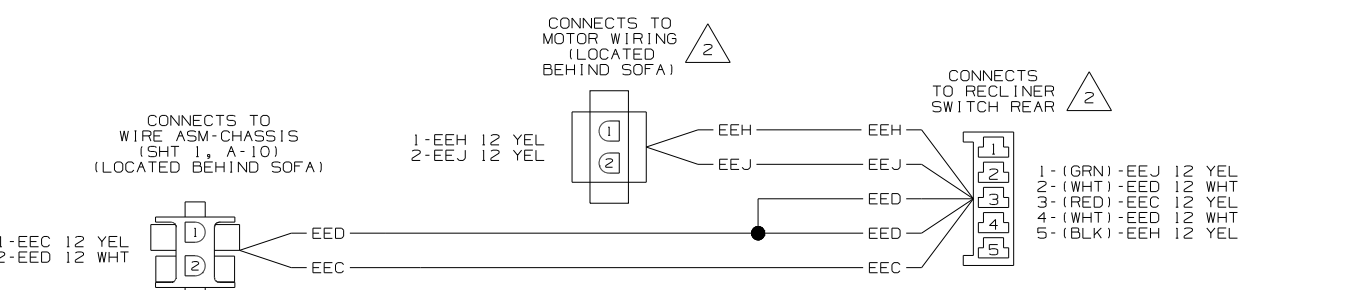 CONNECTS TO
MOTOR WIRING
(LOCATED
BEHIND SOFA)
2
CONNECTS
TO RECLINER
SWITCH REAR
2
CONNECTS TO
WIRE ASM-CHASSIS
(SHT 1, A-10)
(LOCATED BEHIND SOFA)
1-EEH 12 YEL
2-EEJ 12 YEL
1
2
EEH
EEH
EEJ
EEJ
EED
EED
EED
EEC
EEC
1
2
3
4
5
1-(GRN)-EEJ 12 YEL
2-(WHT)-EED 12 WHT
3-(RED)-EEC 12 YEL
4-(WHT)-EED 12 WHT
5-(BLK)-EEH 12 YEL
1-EEC 12 YEL
2-EED 12 WHT
1
2